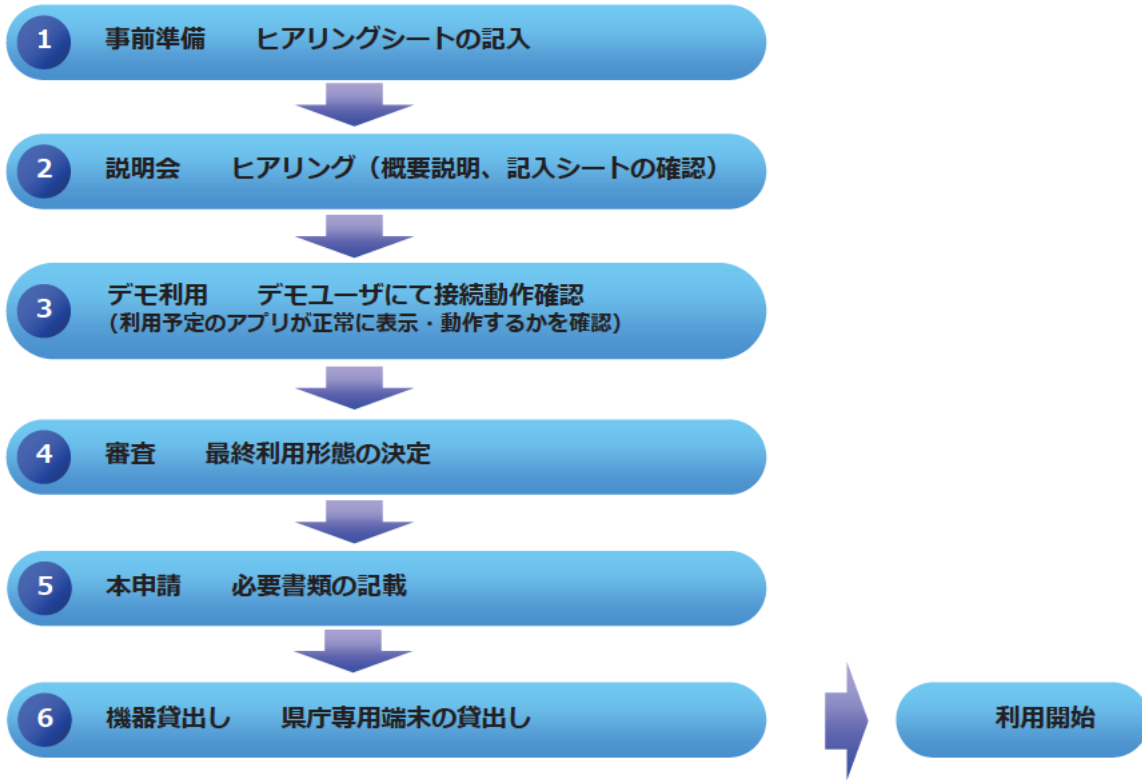 1 事前準備 ヒアリングシートの記入
2 説明会 ヒアリング（概要説明、記入シートの確認）
3 デモ利用 デモユーザにて接続動作確認
（利用予定のアプリが正常に表示・動作するかを確認）
4 審査 最終利用形態の決定
5 本申請 必要書類の記載
6 機器貸出し 県庁専用端末の貸出し
利用開始